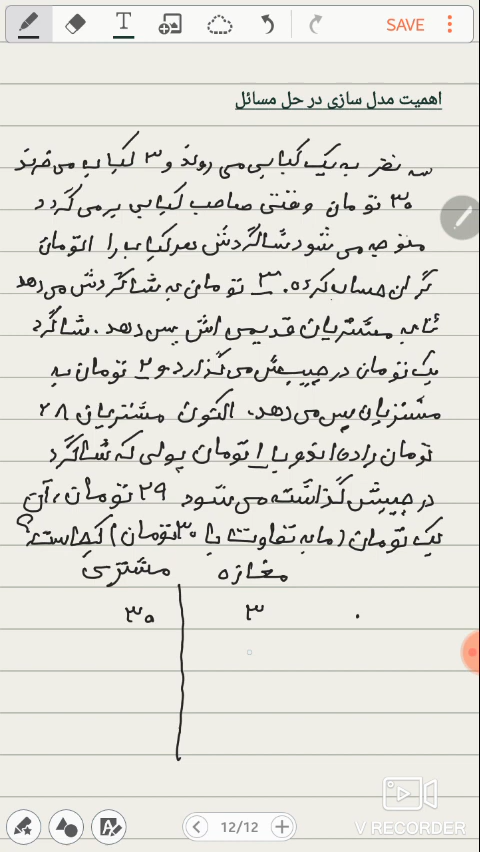 SAVE
اهمیت مدل سازی در حل مسائل
سه نفر به یک کبابی می روند و ۳ کباب می خرند
۳۰ تومان وقتی صاحب کبابی بر می گردد
متوجه می شود شاگردش هر کباب را ۱ تومان
گران حساب کرده. ۳ تومان به شاگردش می دهد
تا به مشتریان قدیمی اش پس دهد. شاگرد
یک تومان در جیبش می گذارد و ۲ تومان به
مشتریان پس می دهد. اکنون مشتریان ۲۸
تومان داده اند و با ۱ تومان پولی که شاگرد
در جیبش گذاشته می شود ۲۹ تومان، آن
یک تومان (مابه تفاوت با ۳۰ تومان) کجاست؟
مغازه مشتری
۳ ۳۰
12/12
V RECORDER